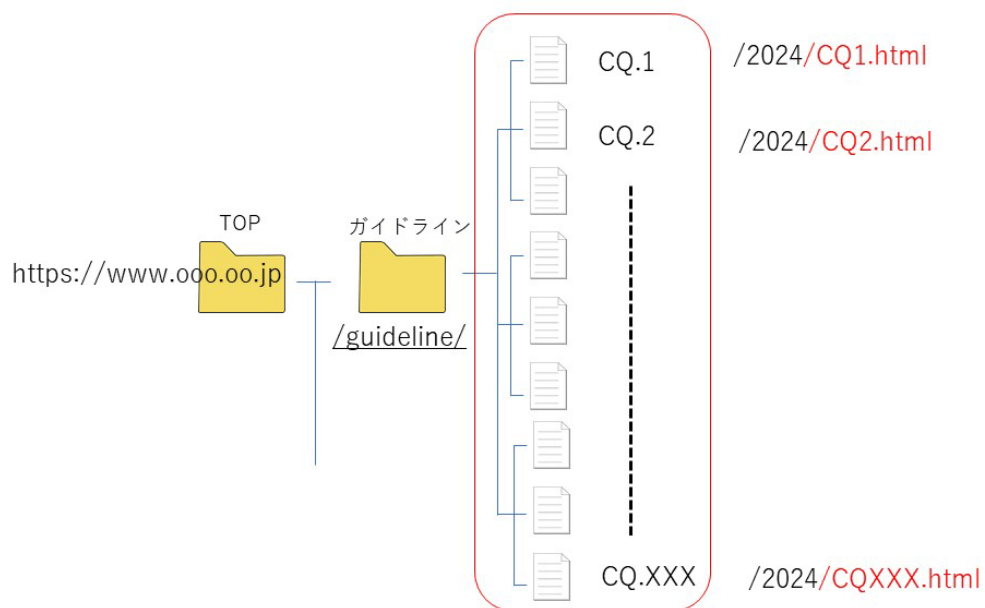 CQ.1
/2024/CQ1.html
CQ.2
/2024/CQ2.html
TOP
ガイドライン
https://www.ooo.oo.jp
/guideline/
CQ.XXX
/2024/CQXXX.html